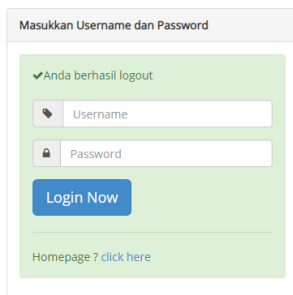 Masukkan Username dan Password
Anda berhasil logout
Username
Password
Login Now
Homepage ? click here